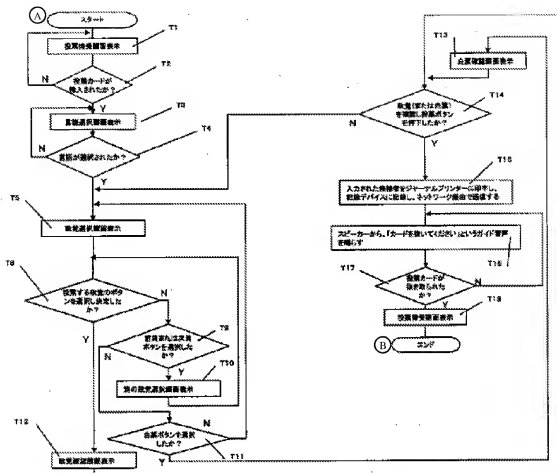 A
スタート
T1
投票待受画面表示
T2
投票カードが
挿入されたか?
N
Y
T3
言語選択画面表示
T4
言語が選択されたか?
N
Y
T5
政党選択画面表示
T6
投票する政党のボタ
ンを選択し決定した
か?
N
Y
T9
前頁または次頁
ボタンを選択した
か?
N
Y
T10
別の政党選択画面表示
白票ボタンを選択
したか?
N
T11
Y
T12
政党確認画面表示
T13
白票確認画面表示
T14
政党(または白票)
を確認し投票ボタン
を押下したか?
N
Y
T15
入力された候補者をジャーナルプリンターに印字し、
記録デバイスに記録し、ネットワーク経由で送信する
スピーカーから、「カードを抜いてください」というガイド音声
を鳴らす
T16
T17
投票カードが
抜き取られた
か?
N
Y
T18
投票待受画面表示
B
エンド